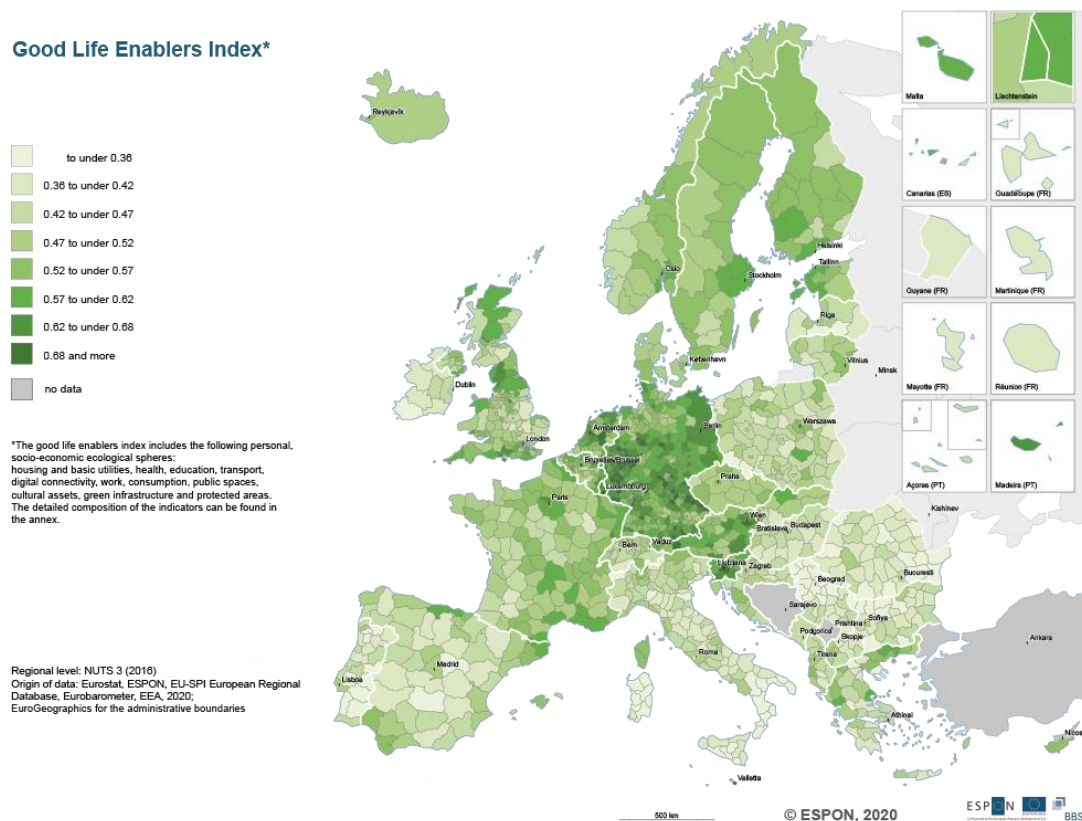 Good Life Enablers Index*
to under 0.36
0.36 to under 0.42
0.42 to under 0.47
0.47 to under 0.52
0.52 to under 0.57
0.57 to under 0.62
0.62 to under 0.68
0.68 and more
no data
*The good life enablers index includes the following personal,
socio-economic ecological spheres:
housing and basic utilities, health, education, transport,
digital connectivity, work, consumption, public spaces,
cultural assets, green infrastructure and protected areas.
The detailed composition of the indicators can be found in
the annex.
Regional level: NUTS 3 (2016)
Origin of data: Eurostat, ESPON, EU-SPI European Regional
Database, Eurobarometer, EEA, 2020;
EuroGeographics for the administrative boundaries
Reykjavík
Oslo
Stockholm
Helsinki
Tallinn
Riga
København
Vilnius
Minsk
Dublin
London
Amsterdam
Berlin
Warszawa
Bruxelles/Brussel
Luxembourg
Praha
Paris
Wien
Bratislava
Budapest
Kishinev
Bern
Vaduz
Ljubljana
Zagreb
Beograd
Bucuresti
Sarajevo
Prishtina
Sofiya
Podgorica
Skopje
Tirana
Roma
Madrid
Lisboa
Ankara
Athinai
Valletta
Nicos
Malta
Liechtenstein
Canarias (ES)
Guadeloupe (FR)
Guyane (FR)
Martinique (FR)
Mayotte (FR)
Réunion (FR)
Açores (PT)
Madeira (PT)
500 km
© ESPON, 2020
ESPON
BBS